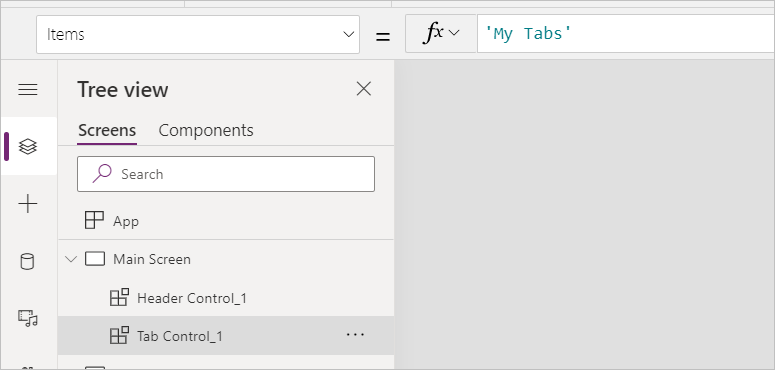 Items = fx 'My Tabs'
Tree view
Screens Components
Search
App
Main Screen
Header Control_1
Tab Control_1 ...